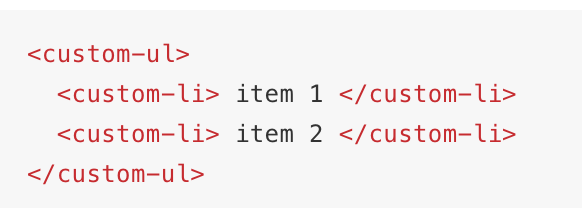 <custom-ul>
  <custom-li> item 1 </custom-li>
  <custom-li> item 2 </custom-li>
</custom-ul>